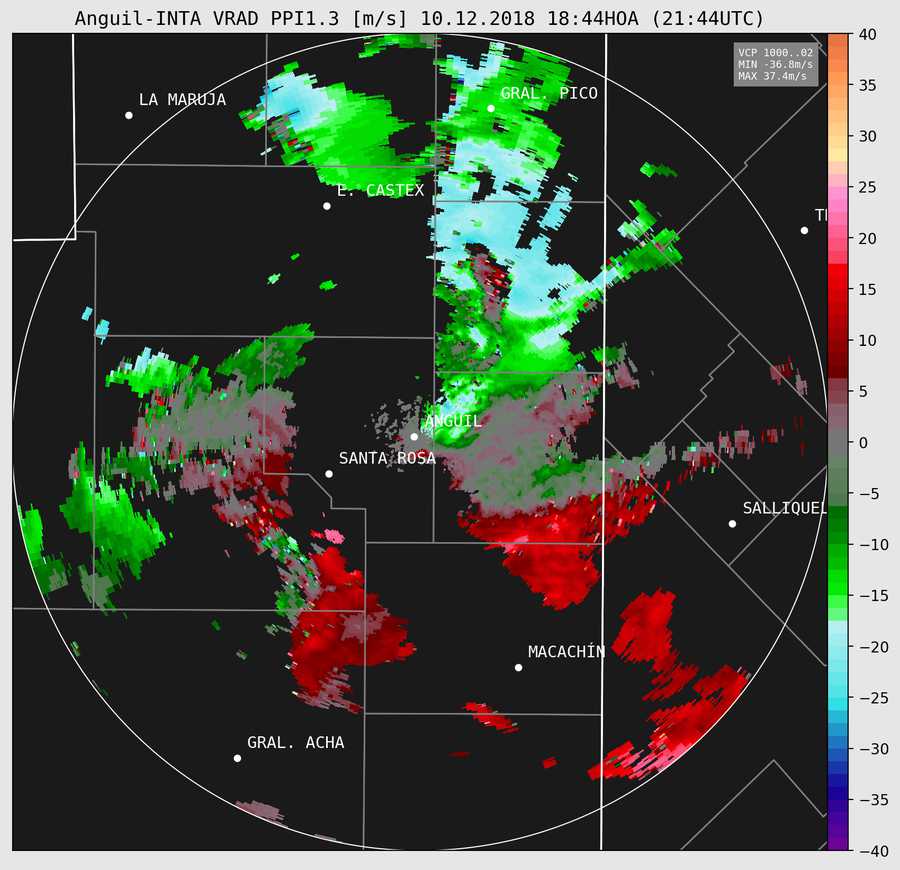 Anguil-INTA VRAD PPI1.3 [m/s] 10.12.2018 18:44HOA (21:44UTC)
VCP 1000..02
MIN -36.8m/s
MAX 37.4m/s
LA MARUJA
GRAL. PICO
E. CASTEX
ANGUIL
SANTA ROSA
SALLIQUEL
MACACHÍN
GRAL. ACHA
40
35
30
25
20
15
10
5
0
−5
−10
−15
−20
−25
−30
−35
−40